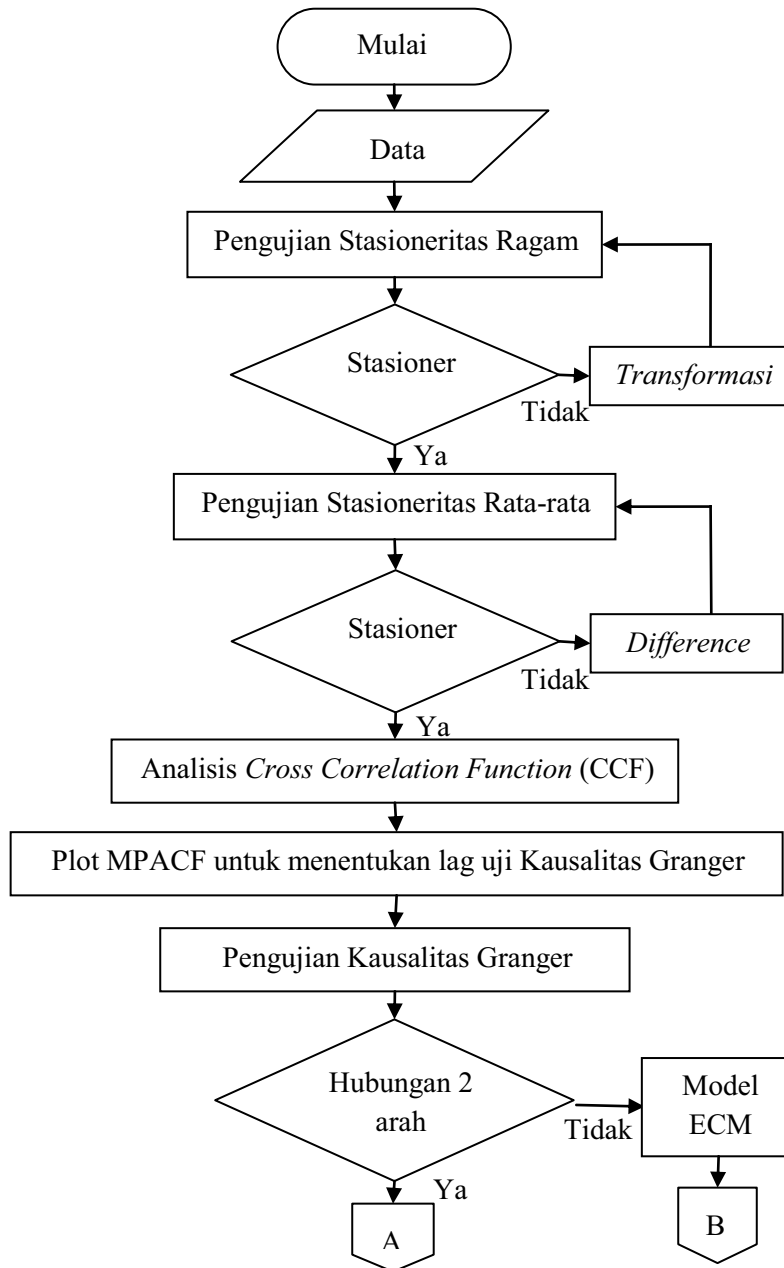 Mulai
Data
Pengujian Stasioneritas Ragam
Stasioner
Transformasi
Tidak
Ya
Pengujian Stasioneritas Rata-rata
Stasioner
Difference
Tidak
Ya
Analisis Cross Correlation Function (CCF)
Plot MPACF untuk menentukan lag uji Kausalitas Granger
Pengujian Kausalitas Granger
Hubungan 2
arah
Tidak
Model
ECM
Ya
A
B